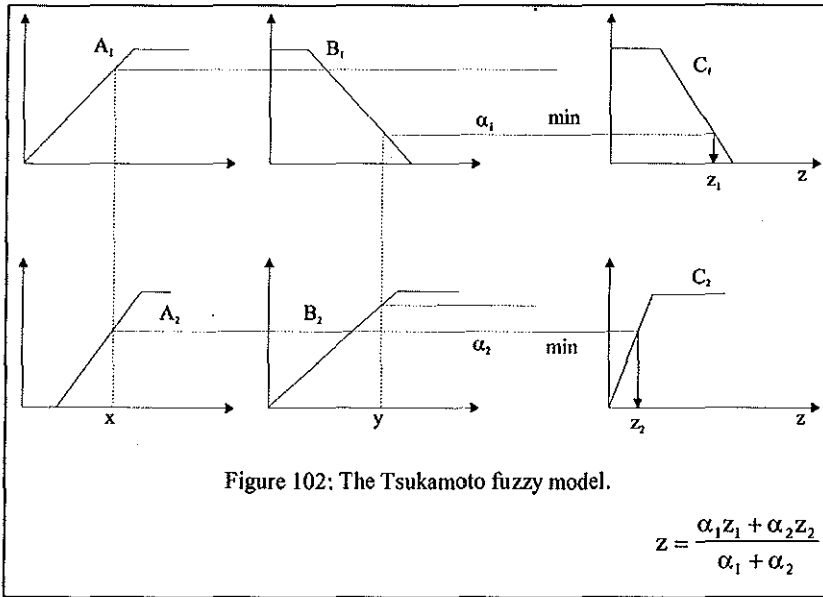 A₁ B₁ C₁
α₁ min
z₁ z
A₂ B₂ C₂
α₂ min
x y z₂ z
Figure 102: The Tsukamoto fuzzy model.
z = (α₁z₁ + α₂z₂) / (α₁ + α₂)